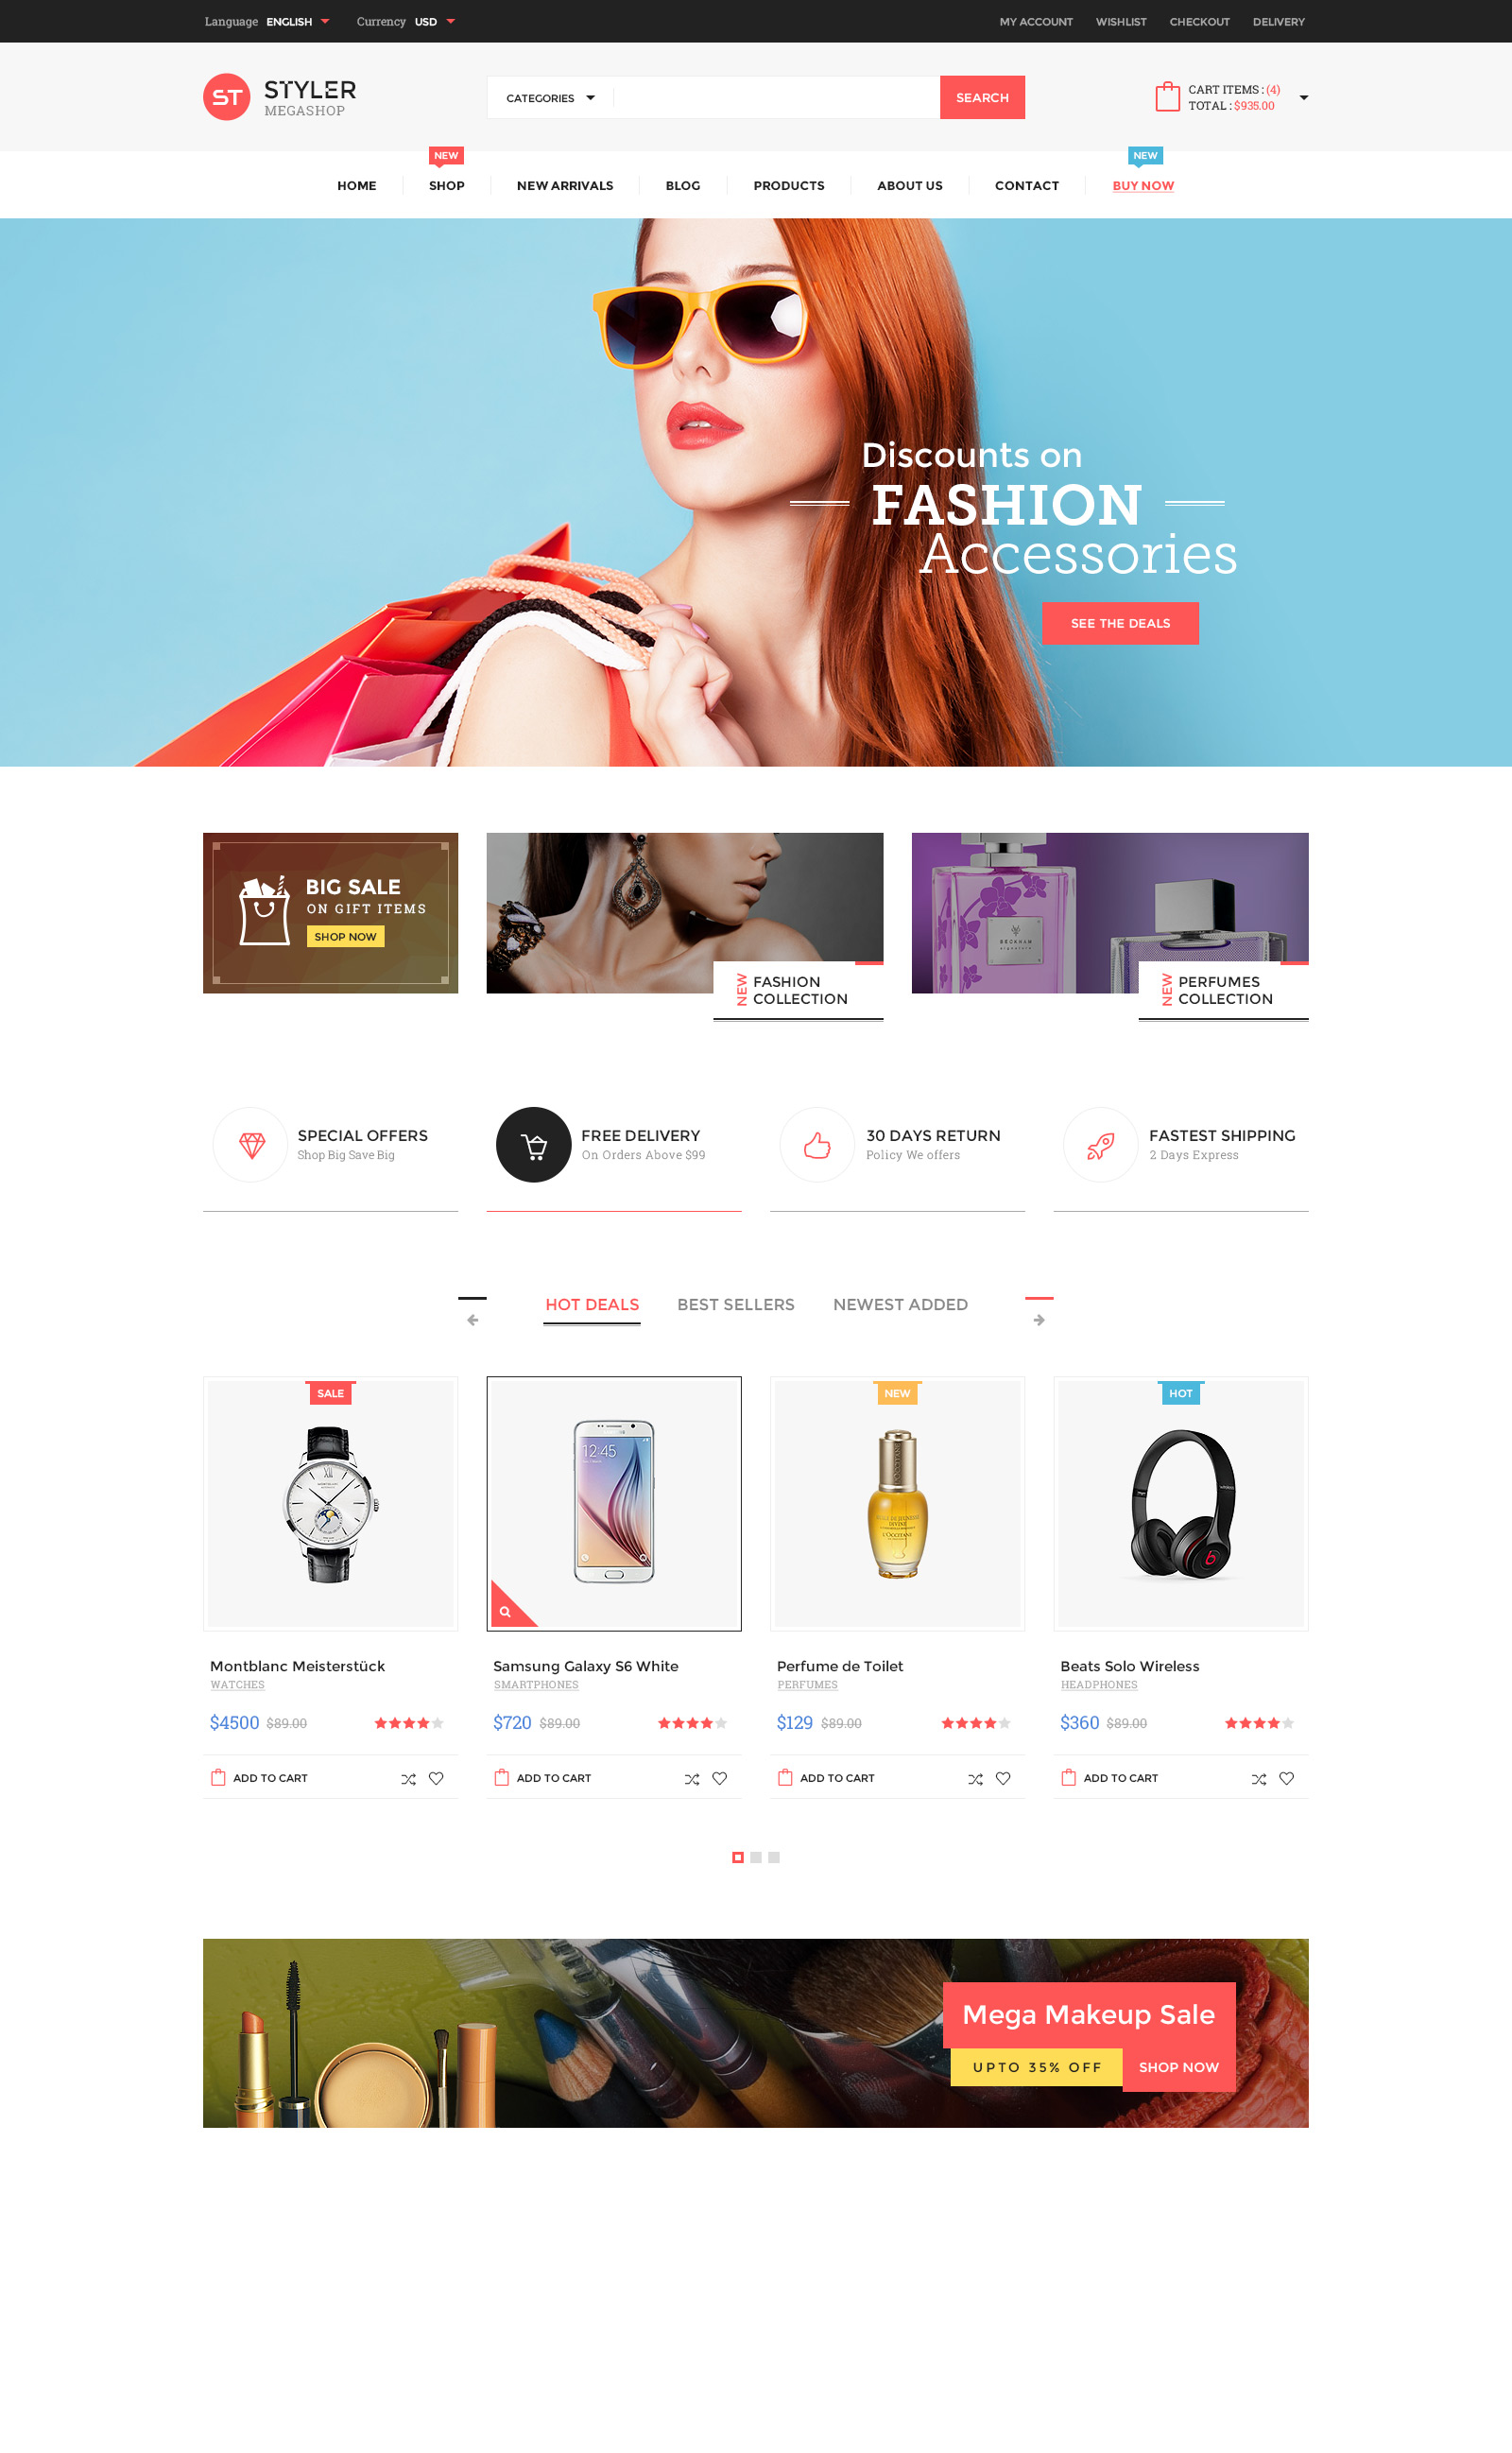 Language ENGLISH Currency USD MY ACCOUNT WISHLIST CHECKOUT DELIVERY
ST STYLER
MEGASHOP
CATEGORIES SEARCH
CART ITEMS : (4)
TOTAL : $935.00
NEW NEW
HOME SHOP NEW ARRIVALS BLOG PRODUCTS ABOUT US CONTACT BUY NOW
Discounts on
FASHION
Accessories
SEE THE DEALS
BIG SALE
ON GIFT ITEMS
SHOP NOW
NEW FASHION
COLLECTION
BECKHAM
signature
NEW PERFUMES
COLLECTION
SPECIAL OFFERS
Shop Big Save Big
FREE DELIVERY
On Orders Above $99
30 DAYS RETURN
Policy We offers
FASTEST SHIPPING
2 Days Express
HOT DEALS BEST SELLERS NEWEST ADDED
SALE NEW HOT
12:45
L'OCCITANE
Montblanc Meisterstück
WATCHES
$4500 $89.00
ADD TO CART
Samsung Galaxy S6 White
SMARTPHONES
$720 $89.00
ADD TO CART
Perfume de Toilet
PERFUMES
$129 $89.00
ADD TO CART
Beats Solo Wireless
HEADPHONES
$360 $89.00
ADD TO CART
Mega Makeup Sale
UPTO 35% OFF SHOP NOW